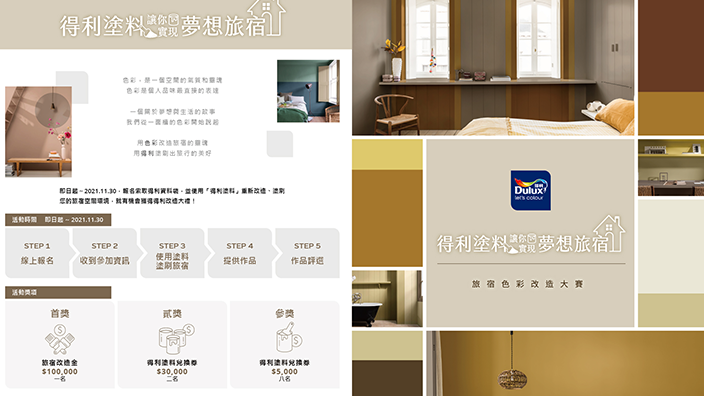 得利塗料讓你實現夢想旅宿
色彩，是一個空間的氣質和靈魂
色彩是個人品味最直接的表達
一個關於夢想與生活的故事
我們從一面牆的色彩開始說起
用色彩改造旅宿的靈魂
用得利塗刷出旅行的美好
即日起－2021.11.30，報名索取得利資料袋，並使用「得利塗料」重新改造、塗刷
您的旅宿空間環境，就有機會獲得得利改造大禮！
活動時間 即日起－2021.11.30
STEP 1
線上報名
STEP 2
收到參加資訊
STEP 3
使用塗料
塗刷旅宿
STEP 4
提供作品
STEP 5
作品評選
活動獎項
首獎
旅宿改造金
$100,000
一名
貳獎
得利塗料兌換券
$30,000
二名
參獎
得利塗料兌換券
$5,000
八名
得利
Dulux
let's colour
得利塗料讓你實現夢想旅宿
旅宿色彩改造大賽